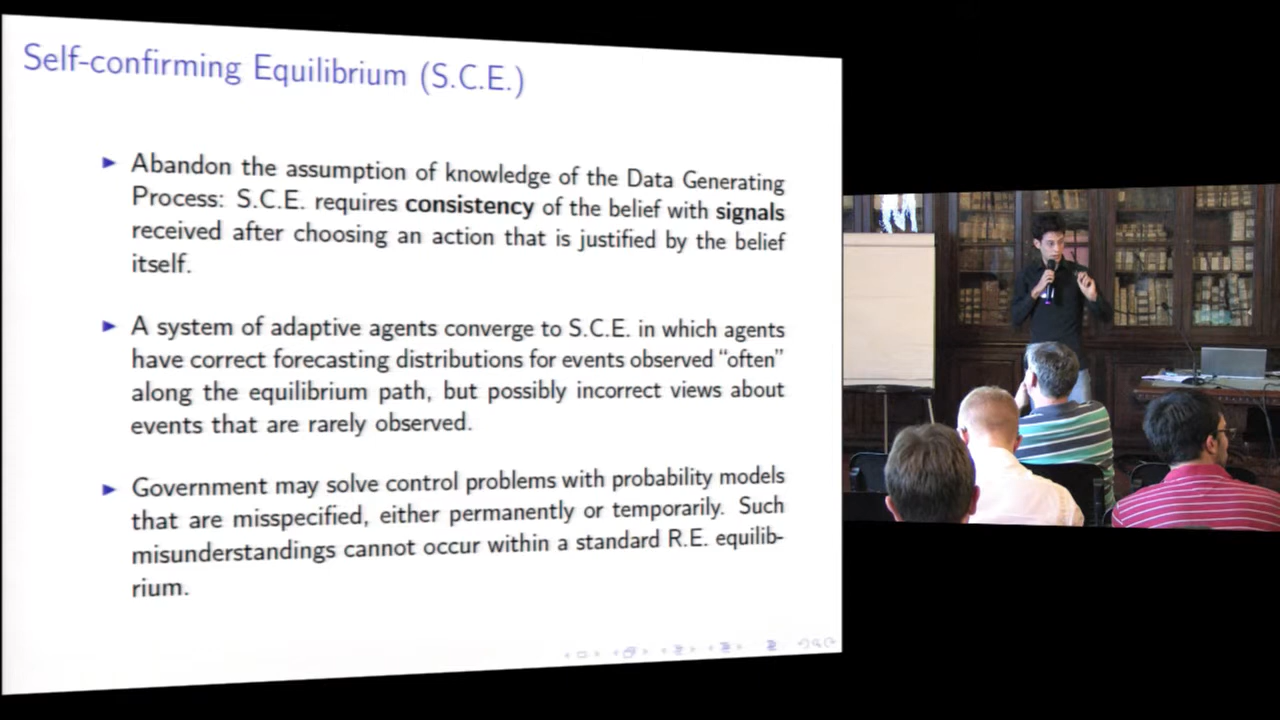 Self-confirming Equilibrium (S.C.E.)
Abandon the assumption of knowledge of the Data Generating
Process: S.C.E. requires consistency of the belief with signals
received after choosing an action that is justified by the belief
itself.
A system of adaptive agents converge to S.C.E. in which agents
have correct forecasting distributions for events observed “often”
along the equilibrium path, but possibly incorrect views about
events that are rarely observed.
Government may solve control problems with probability models
that are misspecified, either permanently or temporarily. Such
misunderstandings cannot occur within a standard R.E. equilib-
rium.